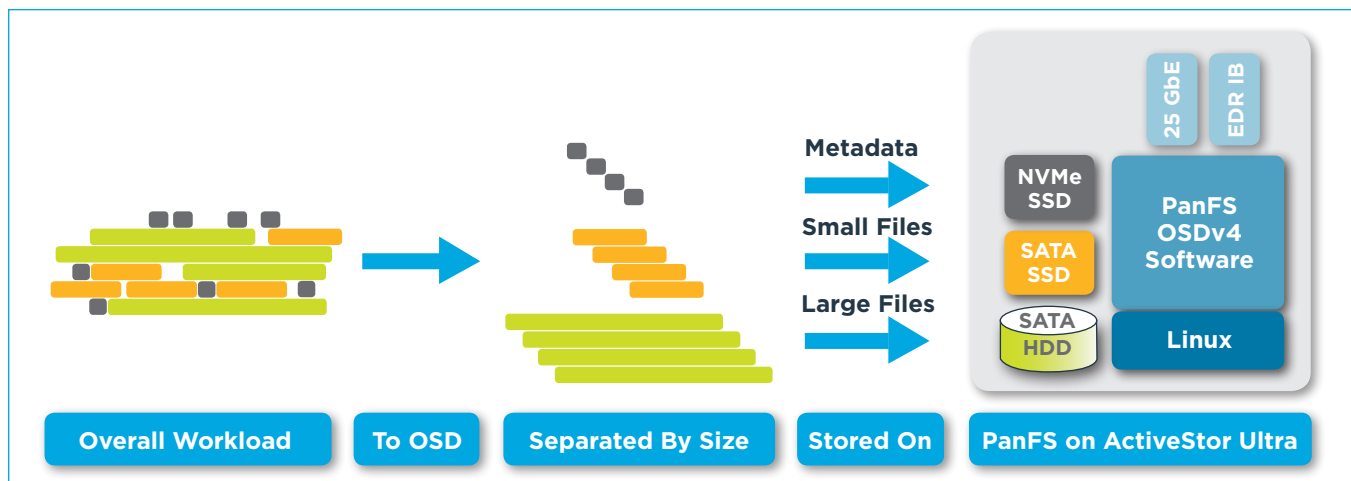 25 GbE
EDR IB
Metadata
NVMe
SSD
PanFS
OSDv4
Software
Small Files
SATA
SSD
Large Files
SATA
HDD
Linux
Overall Workload
To OSD
Separated By Size
Stored On
PanFS on ActiveStor Ultra